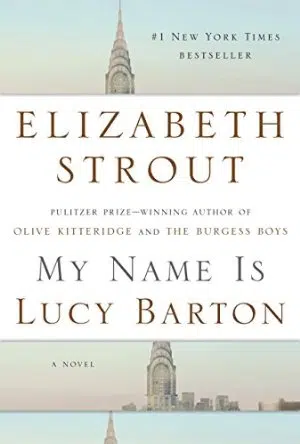 #1 NEW YORK TIMES
BESTSELLER
ELIZABETH
STROUT
PULITZER PRIZE–WINNING AUTHOR OF
OLIVE KITTERIDGE AND THE BURGESS BOYS
MY NAME IS
LUCY BARTON
A NOVEL